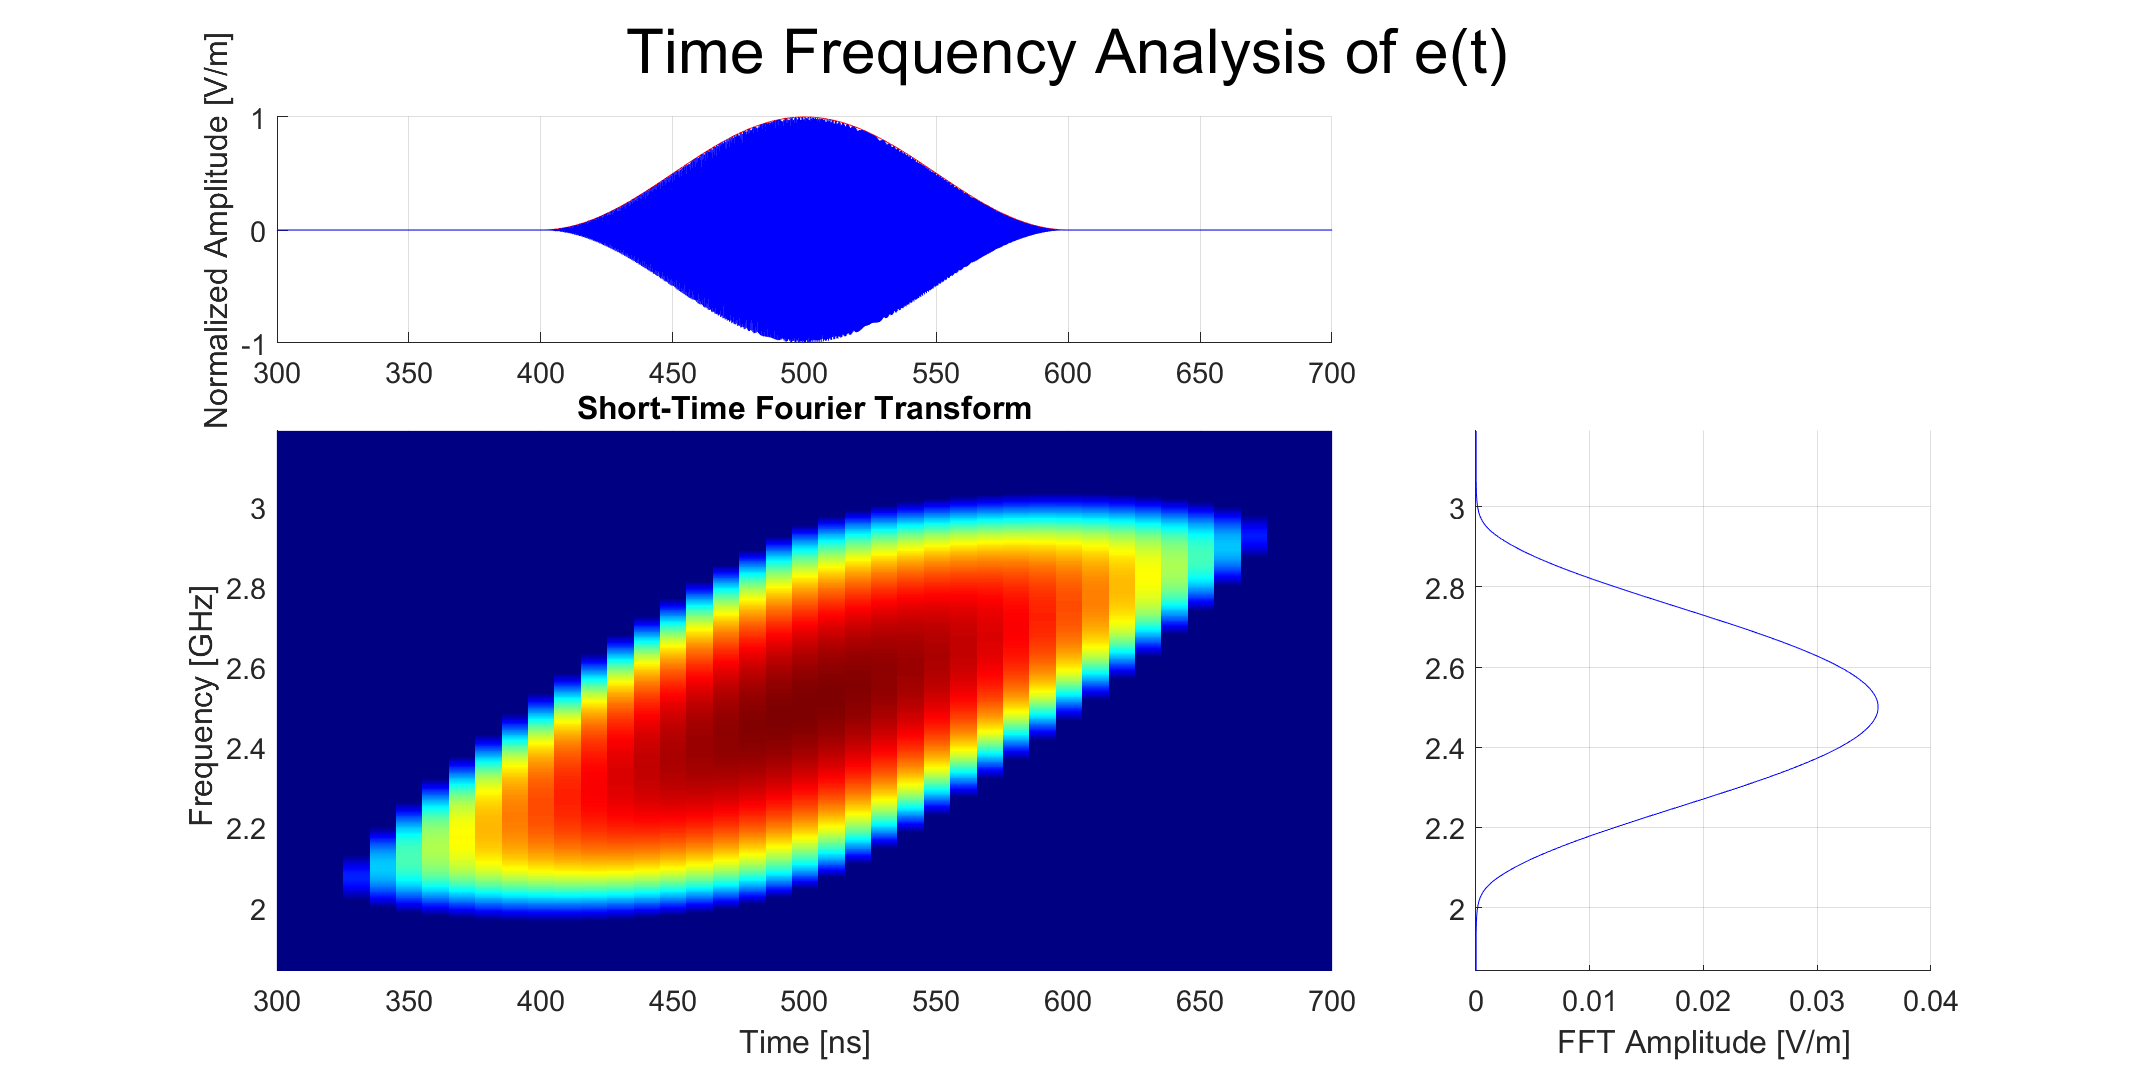 Time Frequency Analysis of e(t)
Normalized Amplitude [V/m]
1
0
-1
300 350 400 450 500 550 600 650 700
Short-Time Fourier Transform
Frequency [GHz]
3
2.8
2.6
2.4
2.2
2
300 350 400 450 500 550 600 650 700
Time [ns]
3
2.8
2.6
2.4
2.2
2
0 0.01 0.02 0.03 0.04
FFT Amplitude [V/m]